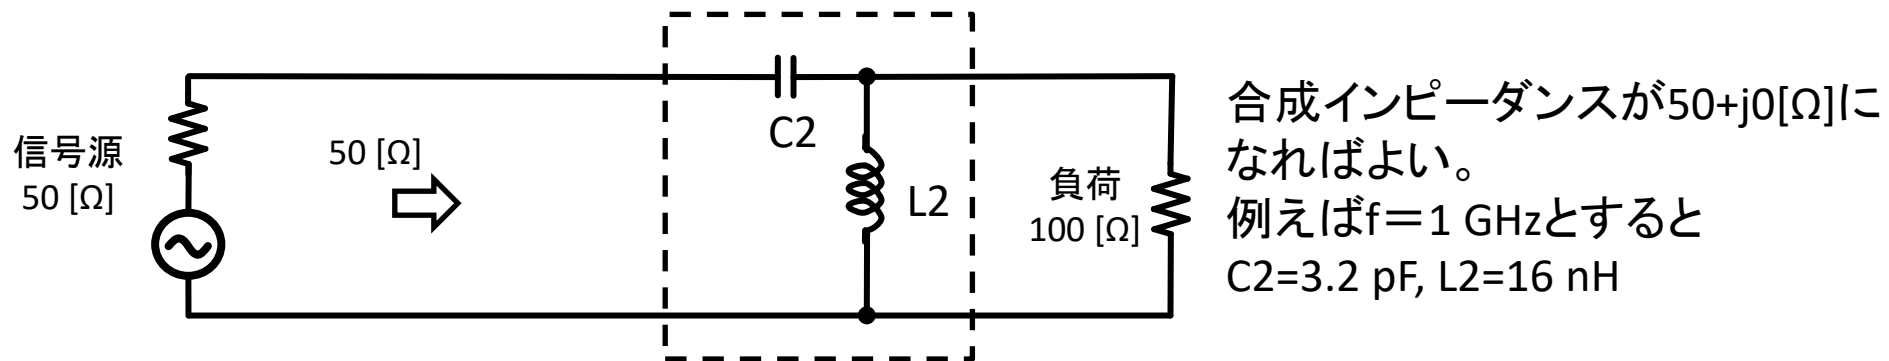 信号源
50 [Ω]
50 [Ω]
C2
L2
負荷
100 [Ω]
合成インピーダンスが50+j0[Ω]に
なればよい。
例えばf＝1 GHzとすると
C2=3.2 pF, L2=16 nH